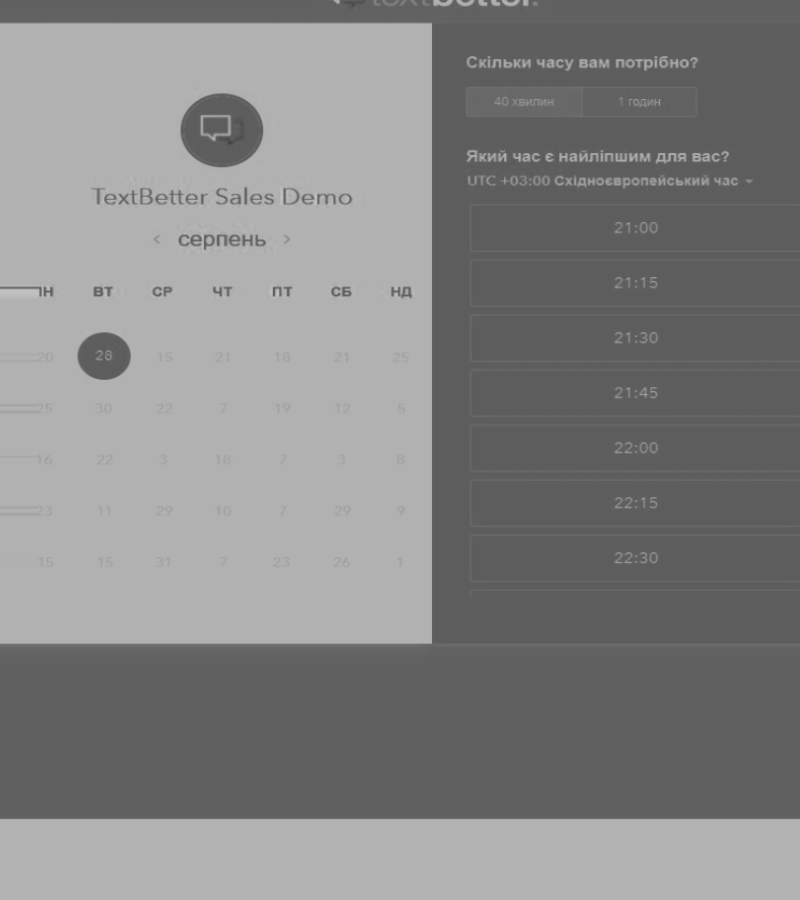 textbetter.
TextBetter Sales Demo
< серпень >
ПН ВТ СР ЧТ ПТ СБ НД
20 28 15 21 18 21 25
25 30 22 7 19 12 5
16 22 3 18 7 3 8
23 11 29 10 7 29 9
15 15 31 7 23 26 1
Скільки часу вам потрібно?
40 хвилин 1 годин
Який час є найліпшим для вас?
UTC +03:00 Східноєвропейський час
21:00
21:15
21:30
21:45
22:00
22:15
22:30